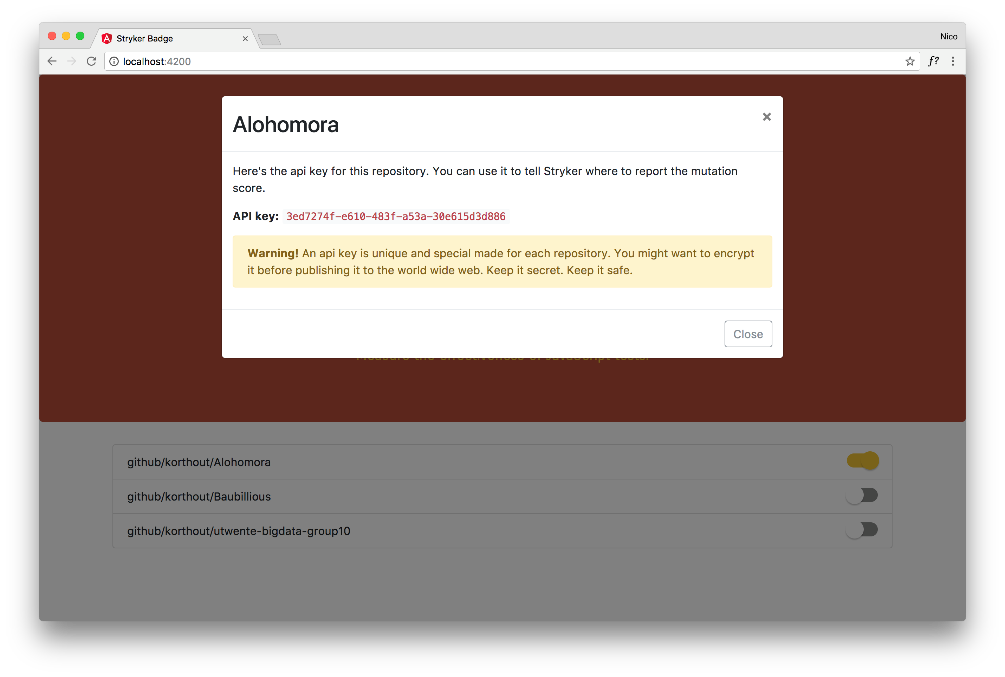 Stryker Badge
Nico
localhost:4200
f?
Alohomora
×
Here's the api key for this repository. You can use it to tell Stryker where to report the mutation
score.
API key: 3ed7274f-e610-483f-a53a-30e615d3d886
Warning! An api key is unique and special made for each repository. You might want to encrypt
it before publishing it to the world wide web. Keep it secret. Keep it safe.
Close
github/korthout/Alohomora
github/korthout/Baubillious
github/korthout/utwente-bigdata-group10